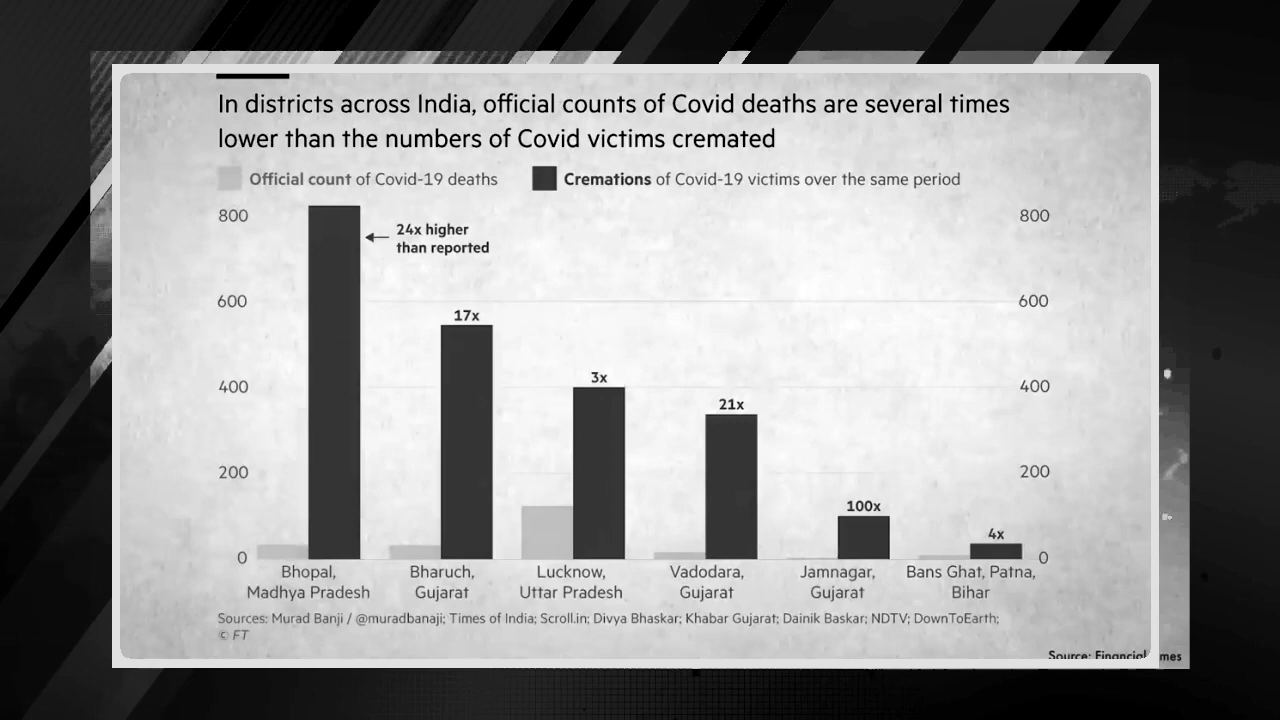 In districts across India, official counts of Covid deaths are several times
lower than the numbers of Covid victims cremated
Official count of Covid-19 deaths
Cremations of Covid-19 victims over the same period
800
800
24x higher
than reported
600
600
17x
400
400
3x
21x
200
200
100x
4x
0
0
Bhopal,
Madhya Pradesh
Bharuch,
Gujarat
Lucknow,
Uttar Pradesh
Vadodara,
Gujarat
Jamnagar,
Gujarat
Bans Ghat, Patna,
Bihar
Sources: Murad Banji / @muradbanaji; Times of India; Scroll.in; Divya Bhaskar; Khabar Gujarat; Dainik Baskar; NDTV; DownToEarth;
© FT
Source: Financial mes